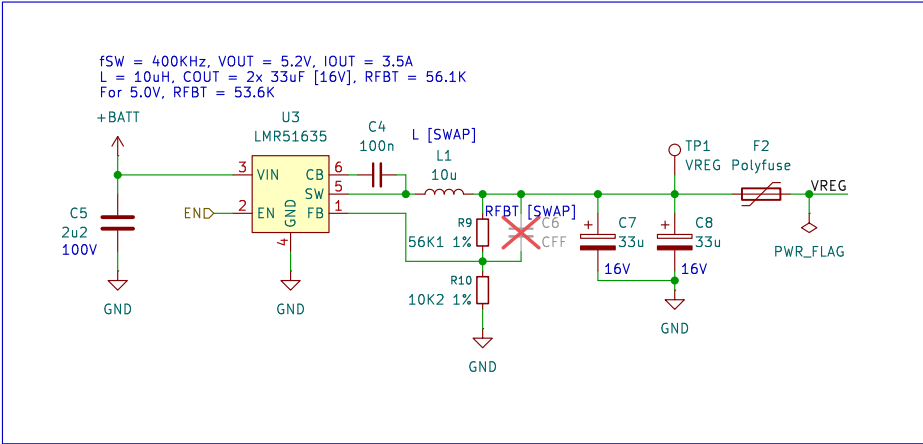 fSW = 400KHz, VOUT = 5.2V, IOUT = 3.5A
L = 10uH, COUT = 2x 33uF [16V], RFBT = 56.1K
For 5.0V, RFBT = 53.6K
+BATT
U3
LMR51635
C4
100n
L [SWAP]
L1
10u
TP1
VREG
F2
Polyfuse
3
VIN
CB
6
SW
5
2
EN
FB
1
GND
4
EN
C5
2u2
100V
RFBT [SWAP]
R9
56K1 1%
C6
CFF
+
C7
33u
16V
+
C8
33u
16V
VREG
PWR_FLAG
R10
10K2 1%
GND
GND
GND
GND